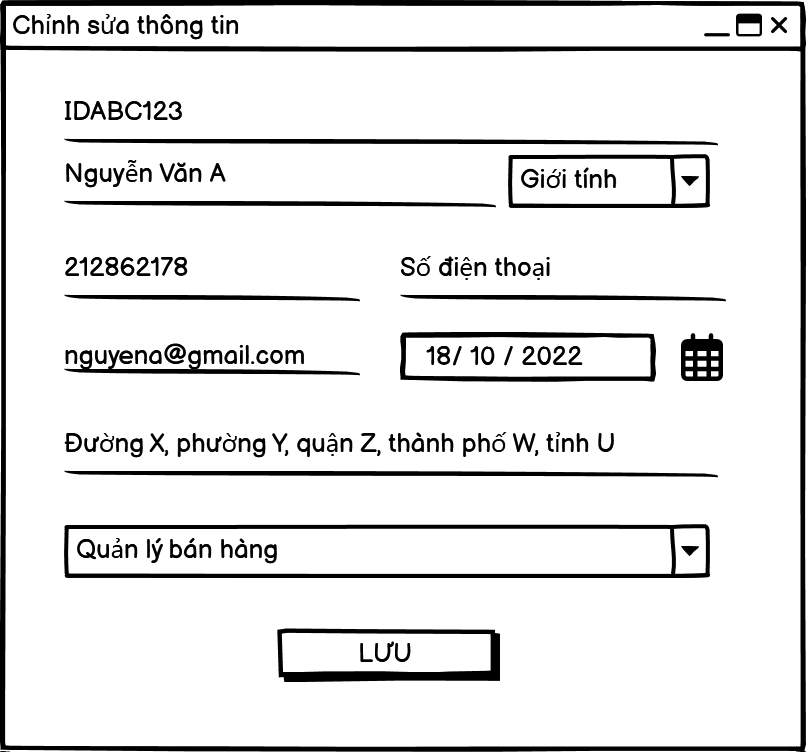 Chỉnh sửa thông tin
IDABC123
Nguyễn Văn A
Giới tính
212862178
Số điện thoại
nguyena@gmail.com
18/ 10 / 2022
Đường X, phường Y, quận Z, thành phố W, tỉnh U
Quản lý bán hàng
LƯU